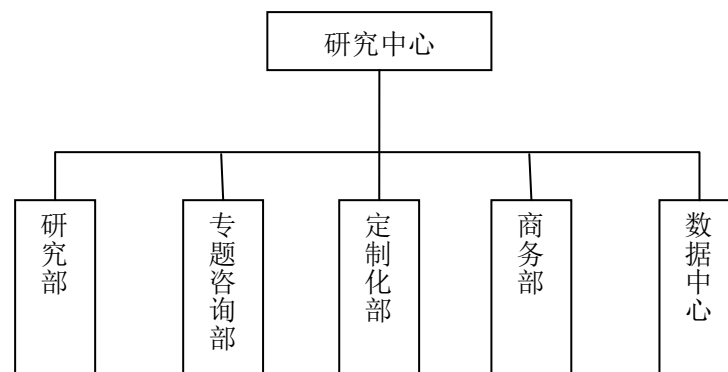 研究中心
研究部
专题咨询部
定制化部
商务部
数据中心